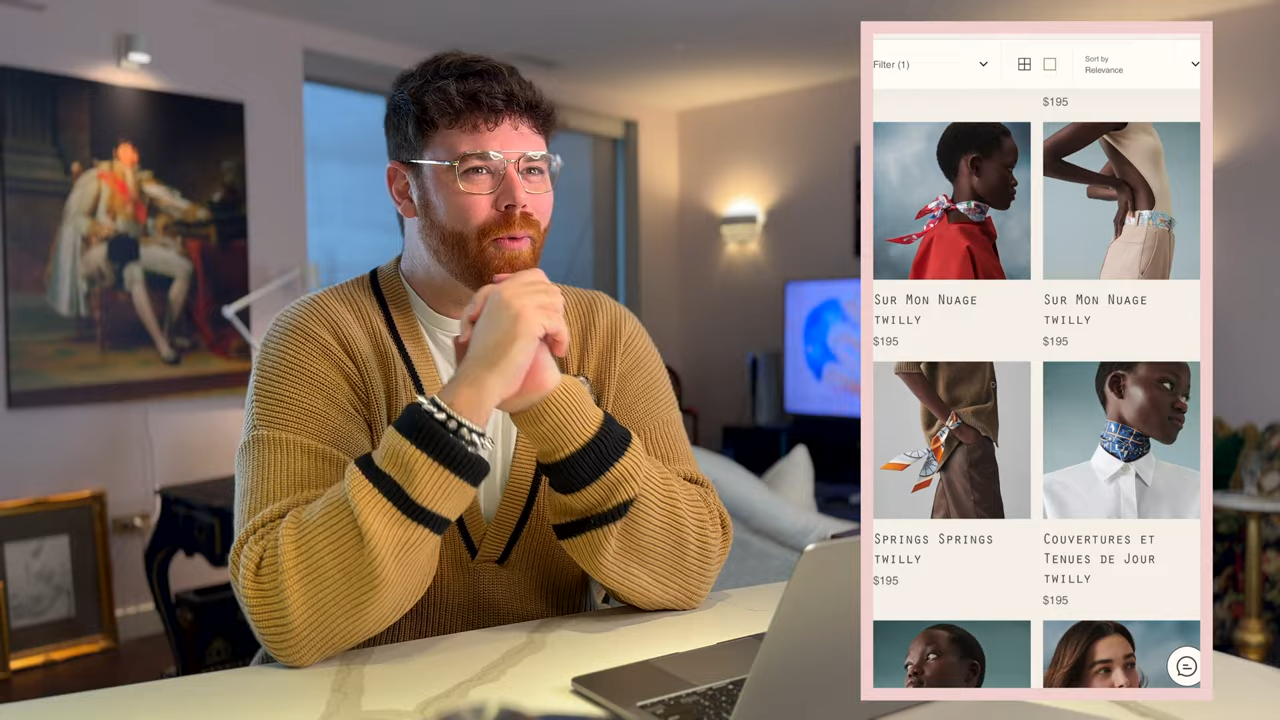 Filter (1)
Sort by
Relevance
$195
SUR MON NUAGE
TWILLY
$195
SUR MON NUAGE
TWILLY
$195
SPRINGS SPRINGS
TWILLY
$195
COUVERTURES ET
TENUES DE JOUR
TWILLY
$195